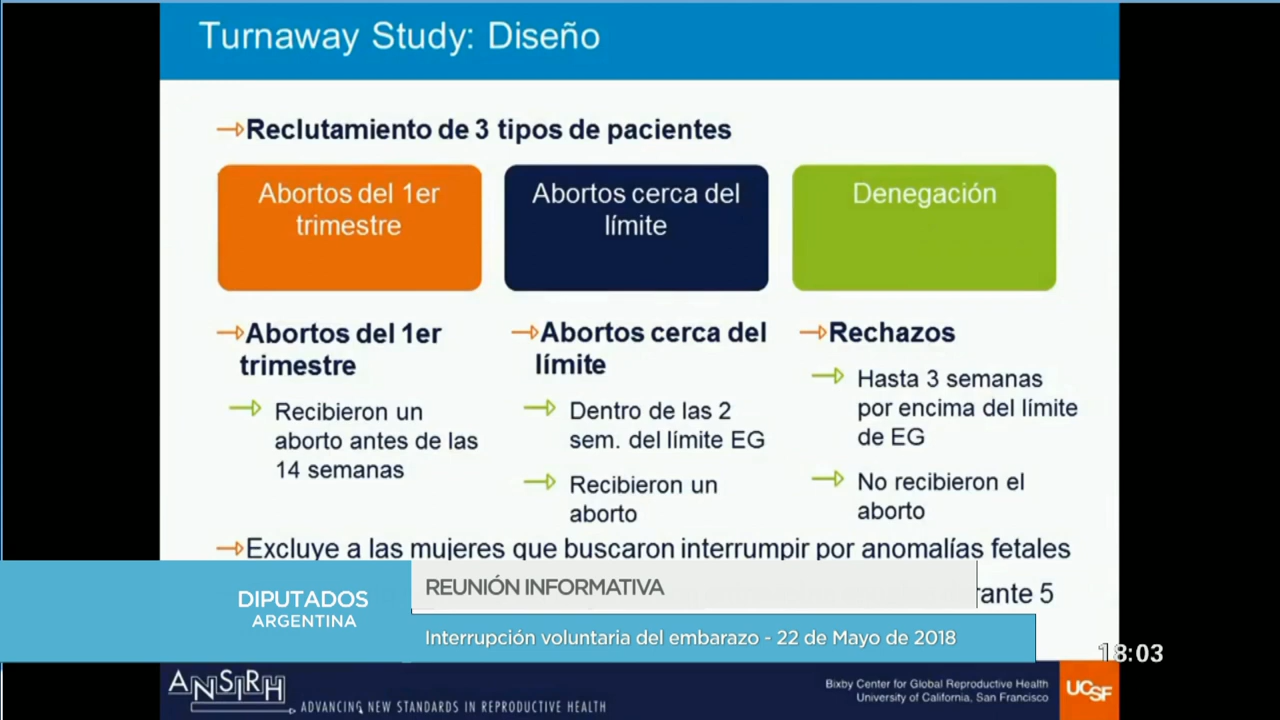 Turnaway Study: Diseño
Reclutamiento de 3 tipos de pacientes
Abortos del 1er
trimestre
Abortos cerca del
límite
Denegación
Abortos del 1er
trimestre
Recibieron un
aborto antes de las
14 semanas
Abortos cerca del
límite
Dentro de las 2
sem. del límite EG
Recibieron un
aborto
Rechazos
Hasta 3 semanas
por encima del límite
de EG
No recibieron el
aborto
Excluye a las mujeres que buscaron interrumpir por anomalías fetales
5
DIPUTADOS
ARGENTINA
REUNIÓN INFORMATIVA
Interrupción voluntaria del embarazo - 22 de Mayo de 2018
18:03
ANSIRH
ADVANCING NEW STANDARDS IN REPRODUCTIVE HEALTH
Bixby Center for Global Reproductive Health
University of California, San Francisco
UCSF